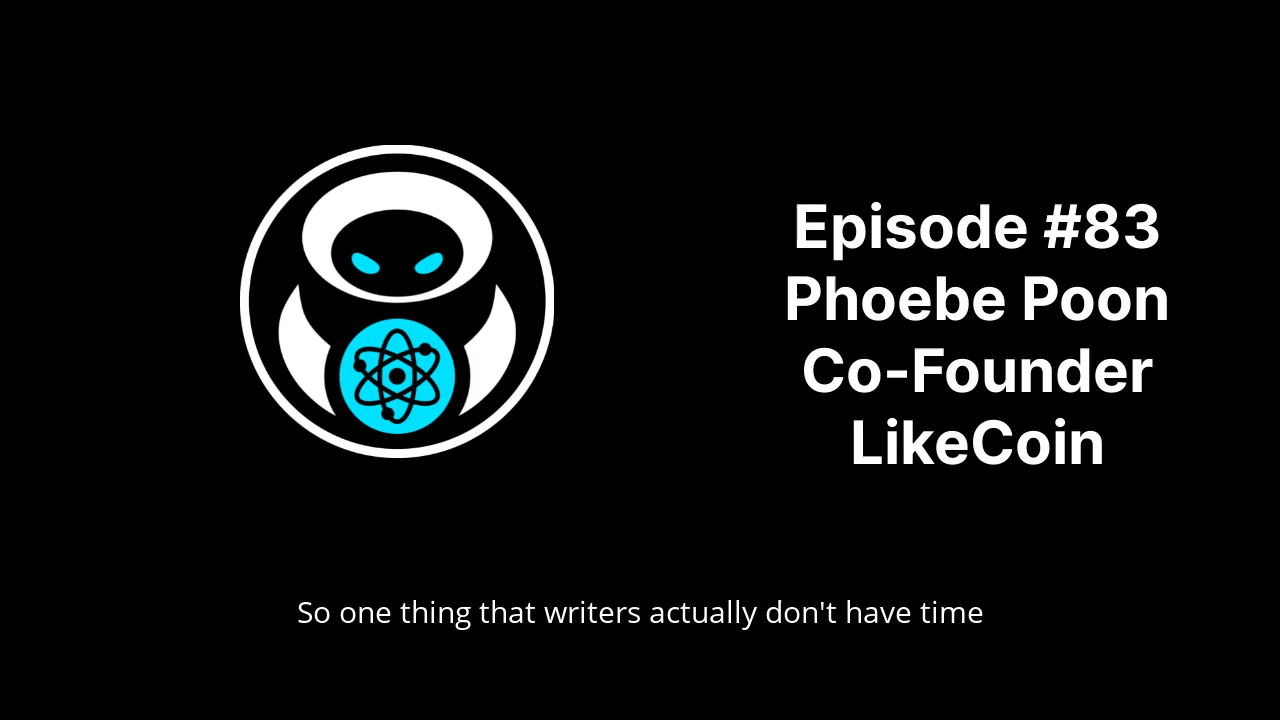 Episode #83
Phoebe Poon
Co-Founder
LikeCoin
So one thing that writers actually don't have time